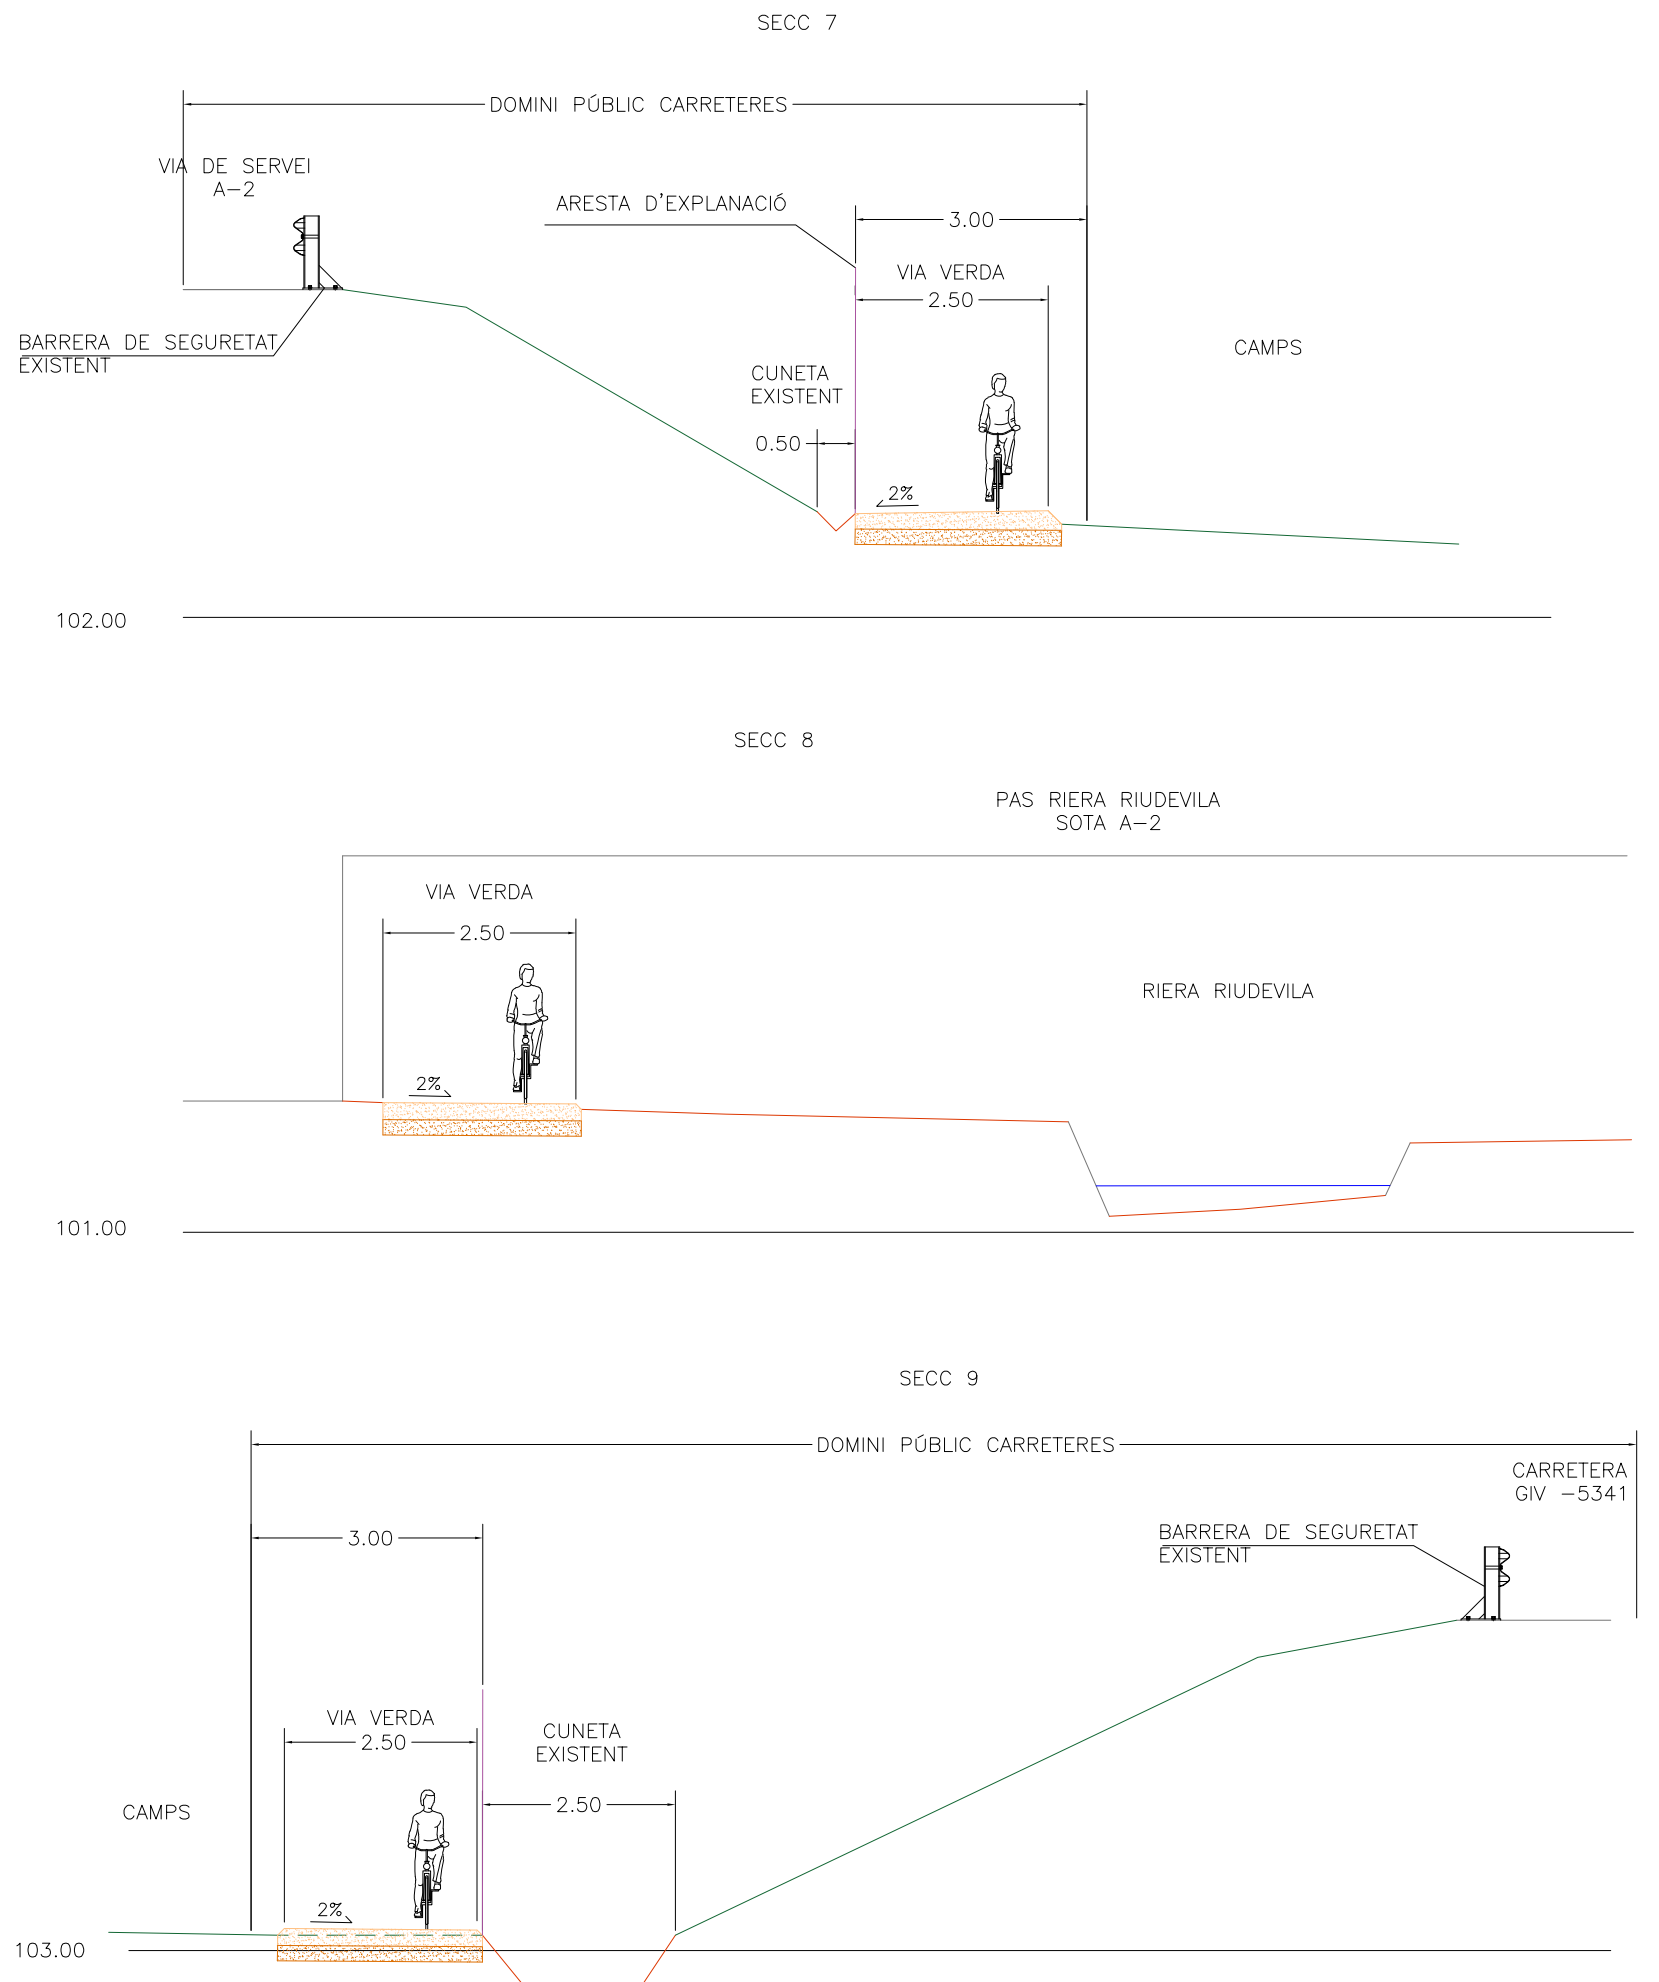 SECC 7
DOMINI PÚBLIC CARRETERES
VIA DE SERVEI
A-2
ARESTA D'EXPLANACIÓ
3.00
VIA VERDA
2.50
BARRERA DE SEGURETAT
EXISTENT
CAMPS
CUNETA
EXISTENT
0.50
2%
102.00
SECC 8
PAS RIERA RIUDEVILA
SOTA A-2
VIA VERDA
2.50
RIERA RIUDEVILA
2%
101.00
SECC 9
DOMINI PÚBLIC CARRETERES
CARRETERA
GIV -5341
3.00
BARRERA DE SEGURETAT
EXISTENT
VIA VERDA
2.50
CUNETA
EXISTENT
2.50
CAMPS
2%
103.00